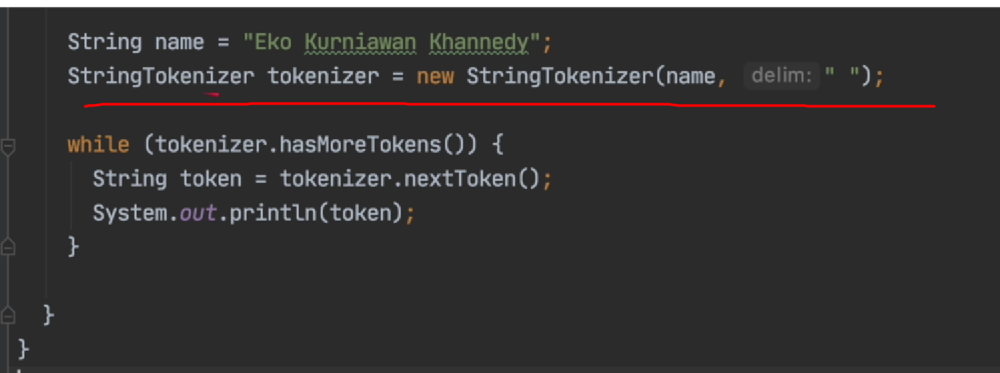 String name = "Eko Kurniawan Khannedy";
StringTokenizer tokenizer = new StringTokenizer(name, delim: " ");
while (tokenizer.hasMoreTokens()) {
String token = tokenizer.nextToken();
System.out.println(token);
}
}
}